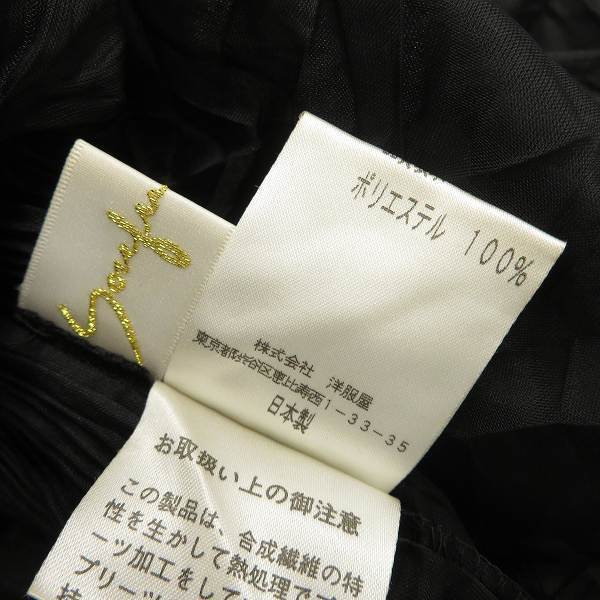 ポリエステル 100%
株式会社 洋服屋
東京都渋谷区恵比寿西1-33-35
日本製
お取扱い上の御注意
この製品は、合成繊維の特
性を生かして熱処理で
ーツ加工をして
プリーツ